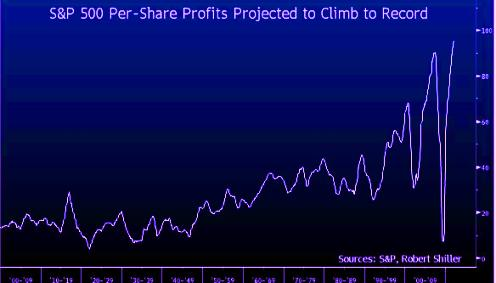 S&P 500 Per-Share Profits Projected to Climb to Record
100
80
60
40
20
0
Sources: S&P, Robert Shiller
'00-'09 '10-'19 '20-'29 '30-'39 '40-'49 '50-'59 '60-'69 '70-'79 '80-'89 '90-'99 '00-'09